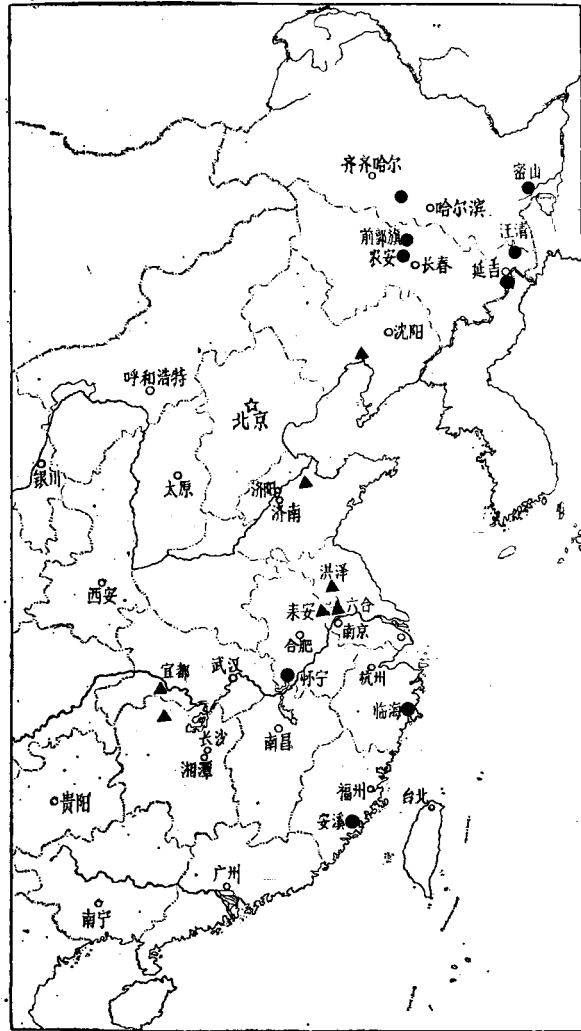 齐齐哈尔
密山
哈尔滨
前郭旗
汪清
农安
长春
延吉
沈阳
呼和浩特
北京
银川
太原
济阳
济南
洪泽
西安
来安
六合
南京
合肥
宜都
武汉
怀宁
杭州
临海
长沙
南昌
湘潭
福州
台北
贵阳
安溪
广州
南宁